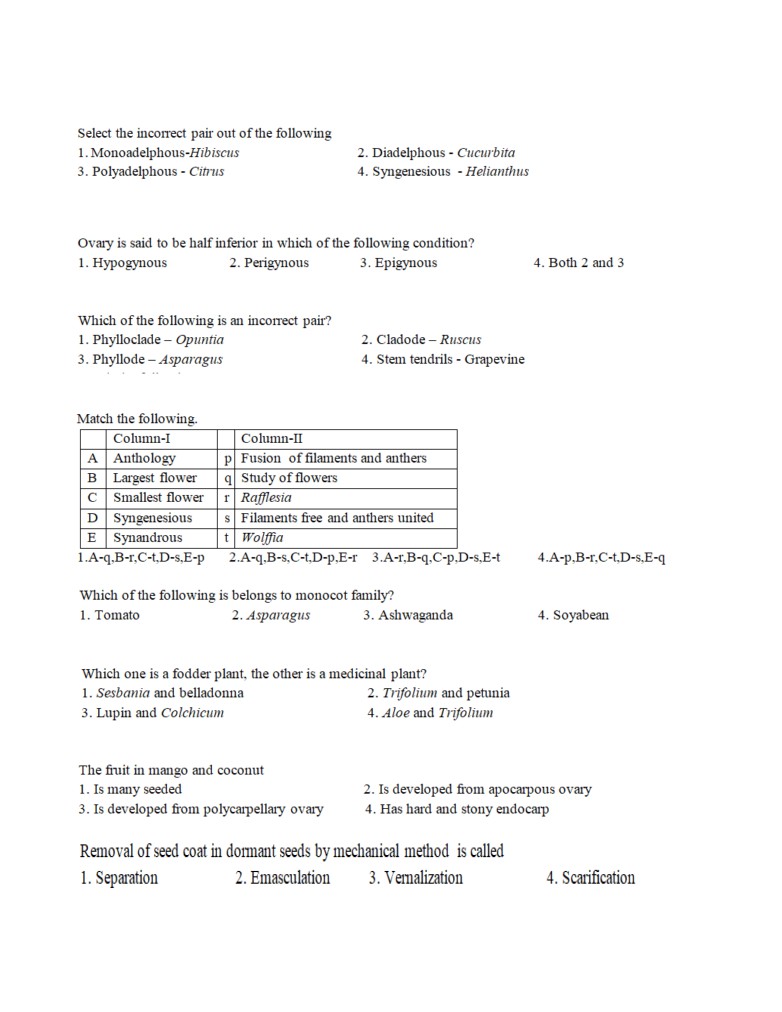 Select the incorrect pair out of the following
1. Monoadelphous-Hibiscus 2. Diadelphous - Cucurbita
3. Polyadelphous - Citrus 4. Syngenesious - Helianthus
Ovary is said to be half inferior in which of the following condition?
1. Hypogynous 2. Perigynous 3. Epigynous 4. Both 2 and 3
Which of the following is an incorrect pair?
1. Phylloclade – Opuntia 2. Cladode – Ruscus
3. Phyllode – Asparagus 4. Stem tendrils - Grapevine
Match the following.
Column-I Column-II
A Anthology p Fusion of filaments and anthers
B Largest flower q Study of flowers
C Smallest flower r Rafflesia
D Syngenesious s Filaments free and anthers united
E Synandrous t Wolffia
1.A-q,B-r,C-t,D-s,E-p 2.A-q,B-s,C-t,D-p,E-r 3.A-r,B-q,C-p,D-s,E-t 4.A-p,B-r,C-t,D-s,E-q
Which of the following is belongs to monocot family?
1. Tomato 2. Asparagus 3. Ashwaganda 4. Soyabean
Which one is a fodder plant, the other is a medicinal plant?
1. Sesbania and belladonna 2. Trifolium and petunia
3. Lupin and Colchicum 4. Aloe and Trifolium
The fruit in mango and coconut
1. Is many seeded 2. Is developed from apocarpous ovary
3. Is developed from polycarpellary ovary 4. Has hard and stony endocarp
Removal of seed coat in dormant seeds by mechanical method is called
1. Separation 2. Emasculation 3. Vernalization 4. Scarification